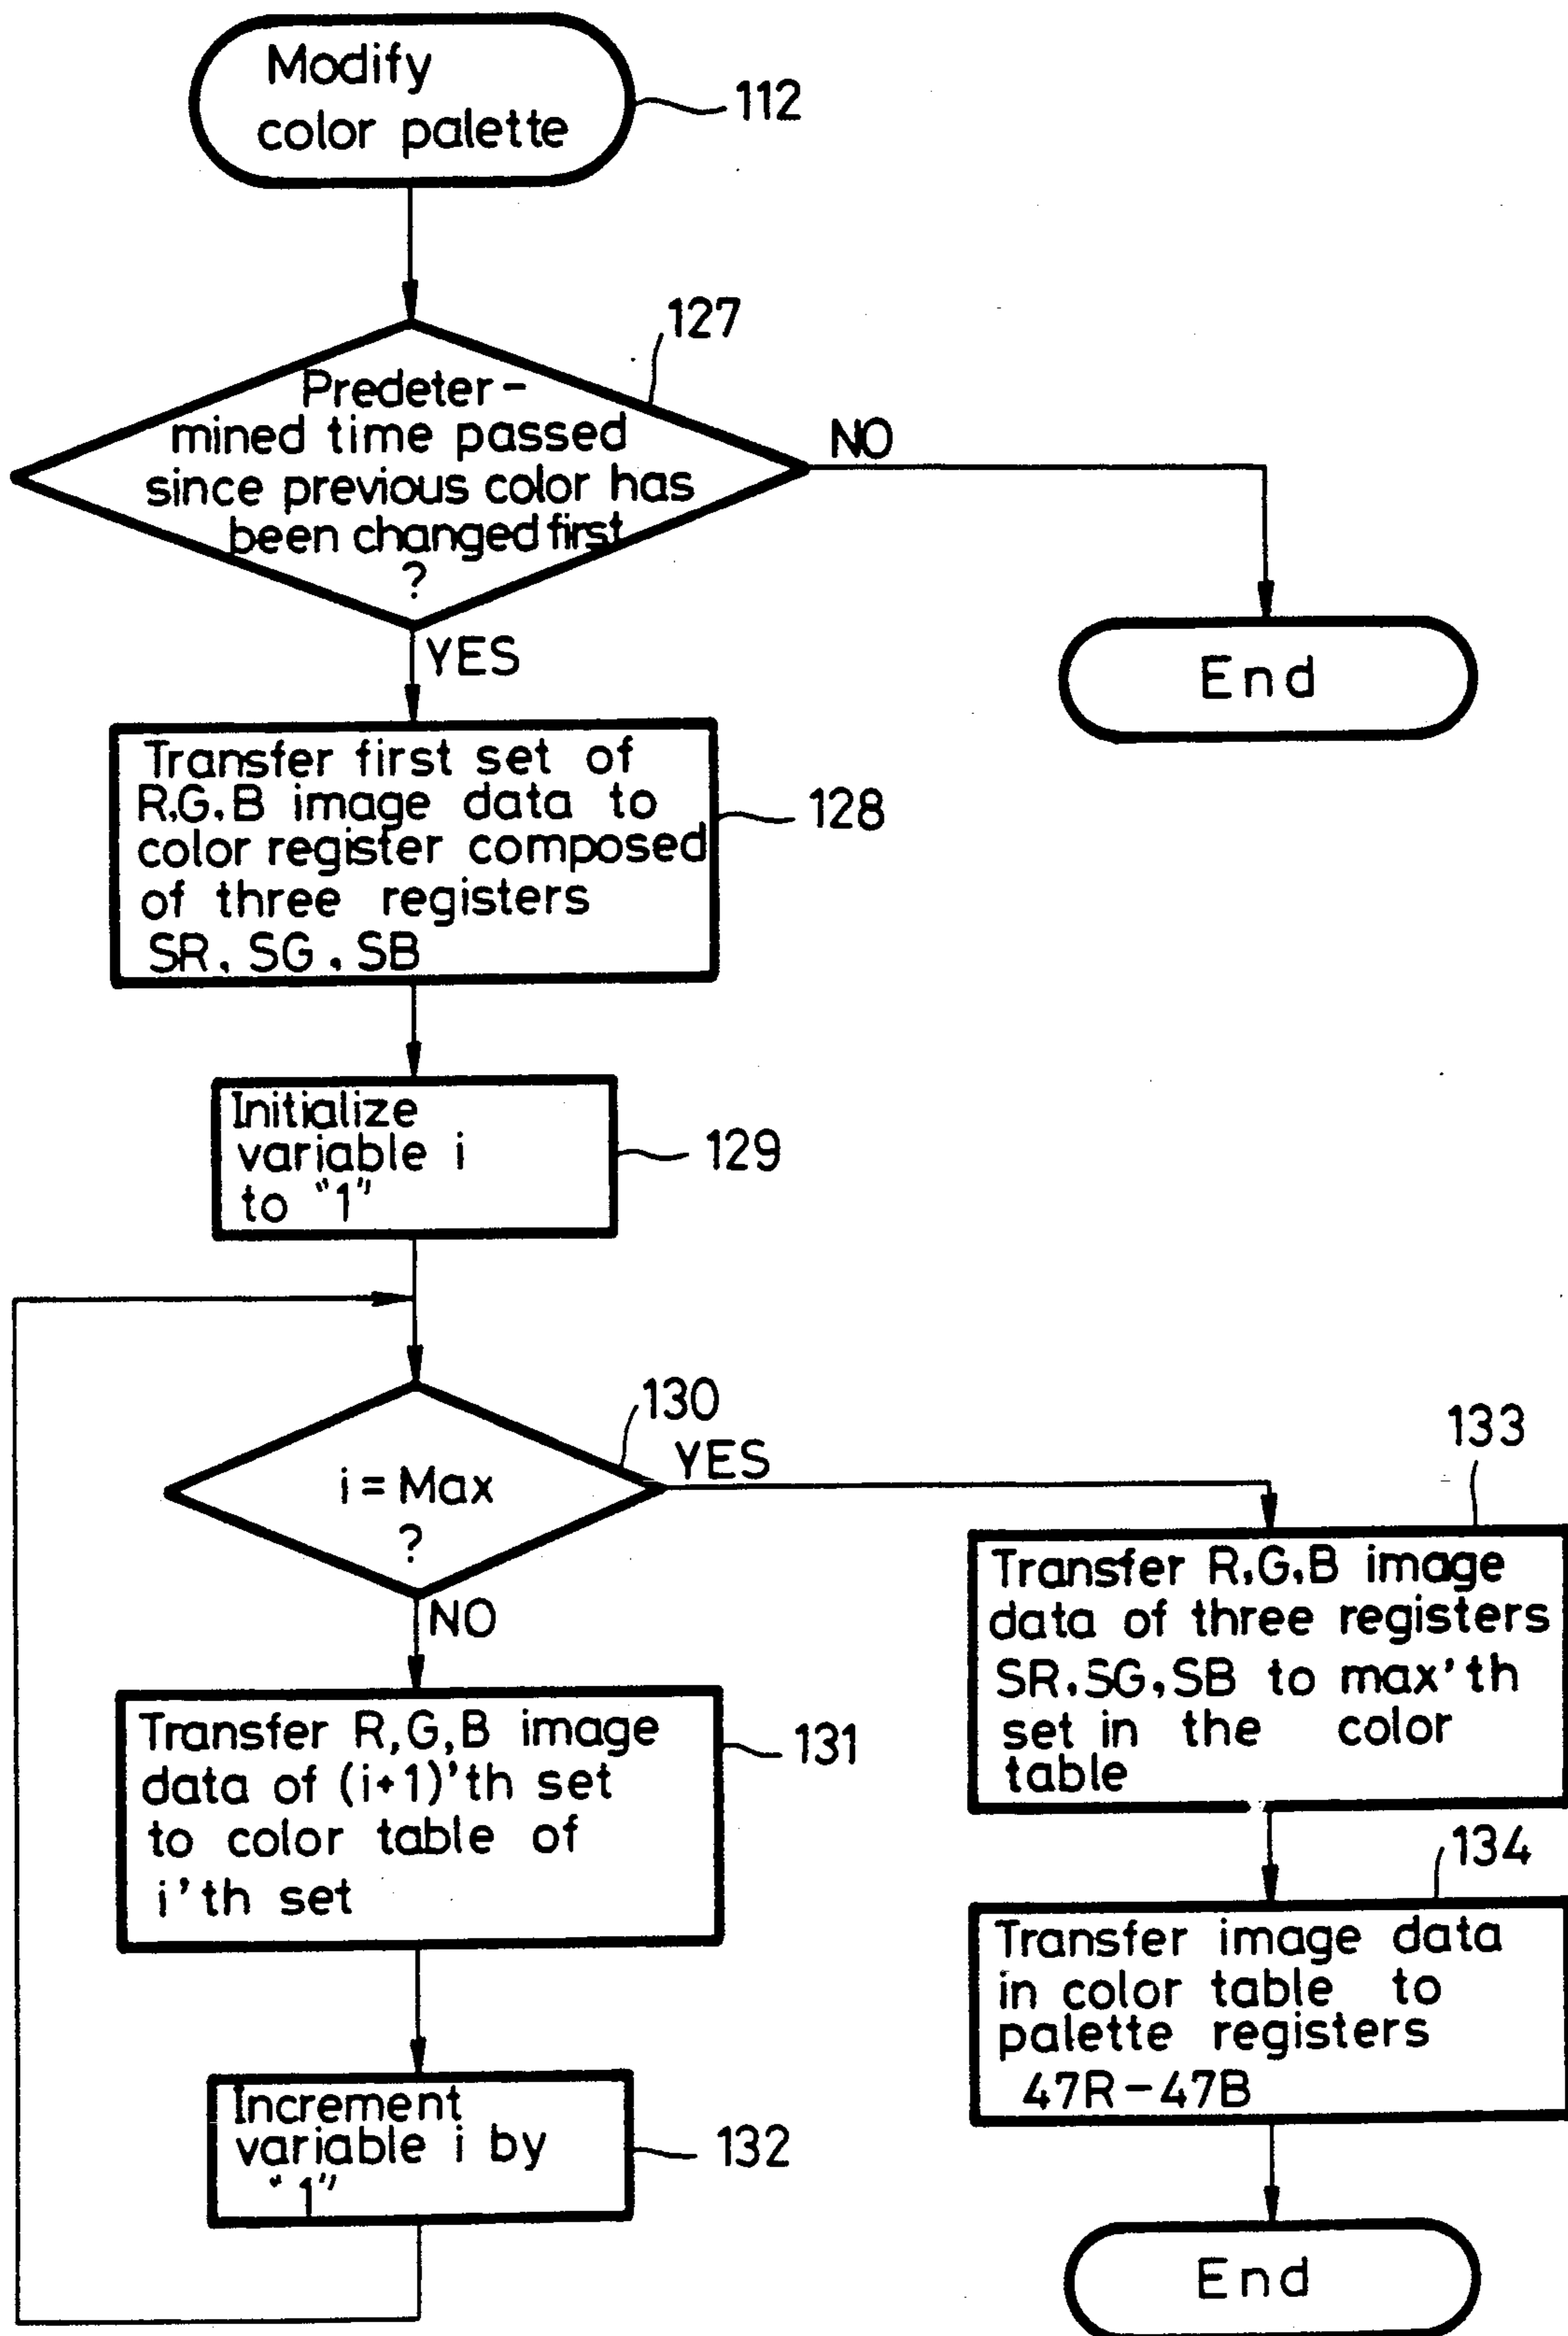 Modify
color palette
112
127
Predeter-
mined time passed
since previous color has
been changed first
?
NO
End
YES
Transfer first set of
R,G,B image data to
color register composed
of three registers
SR, SG, SB
128
Initialize
variable i
to "1"
129
130
i = Max
?
YES
NO
133
Transfer R,G,B image
data of three registers
SR,SG,SB to max'th
set in the color
table
Transfer R,G,B image
data of (i+1)'th set
to color table of
i'th set
131
134
Transfer image data
in color table to
palette registers
47R-47B
Increment
variable i by
"1"
132
End